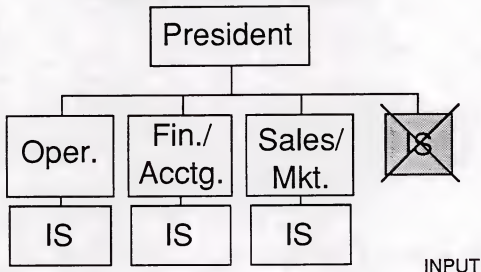 President
Oper.
Fin./
Acctg.
Sales/
Mkt.
IS
IS
IS
IS
INPUT